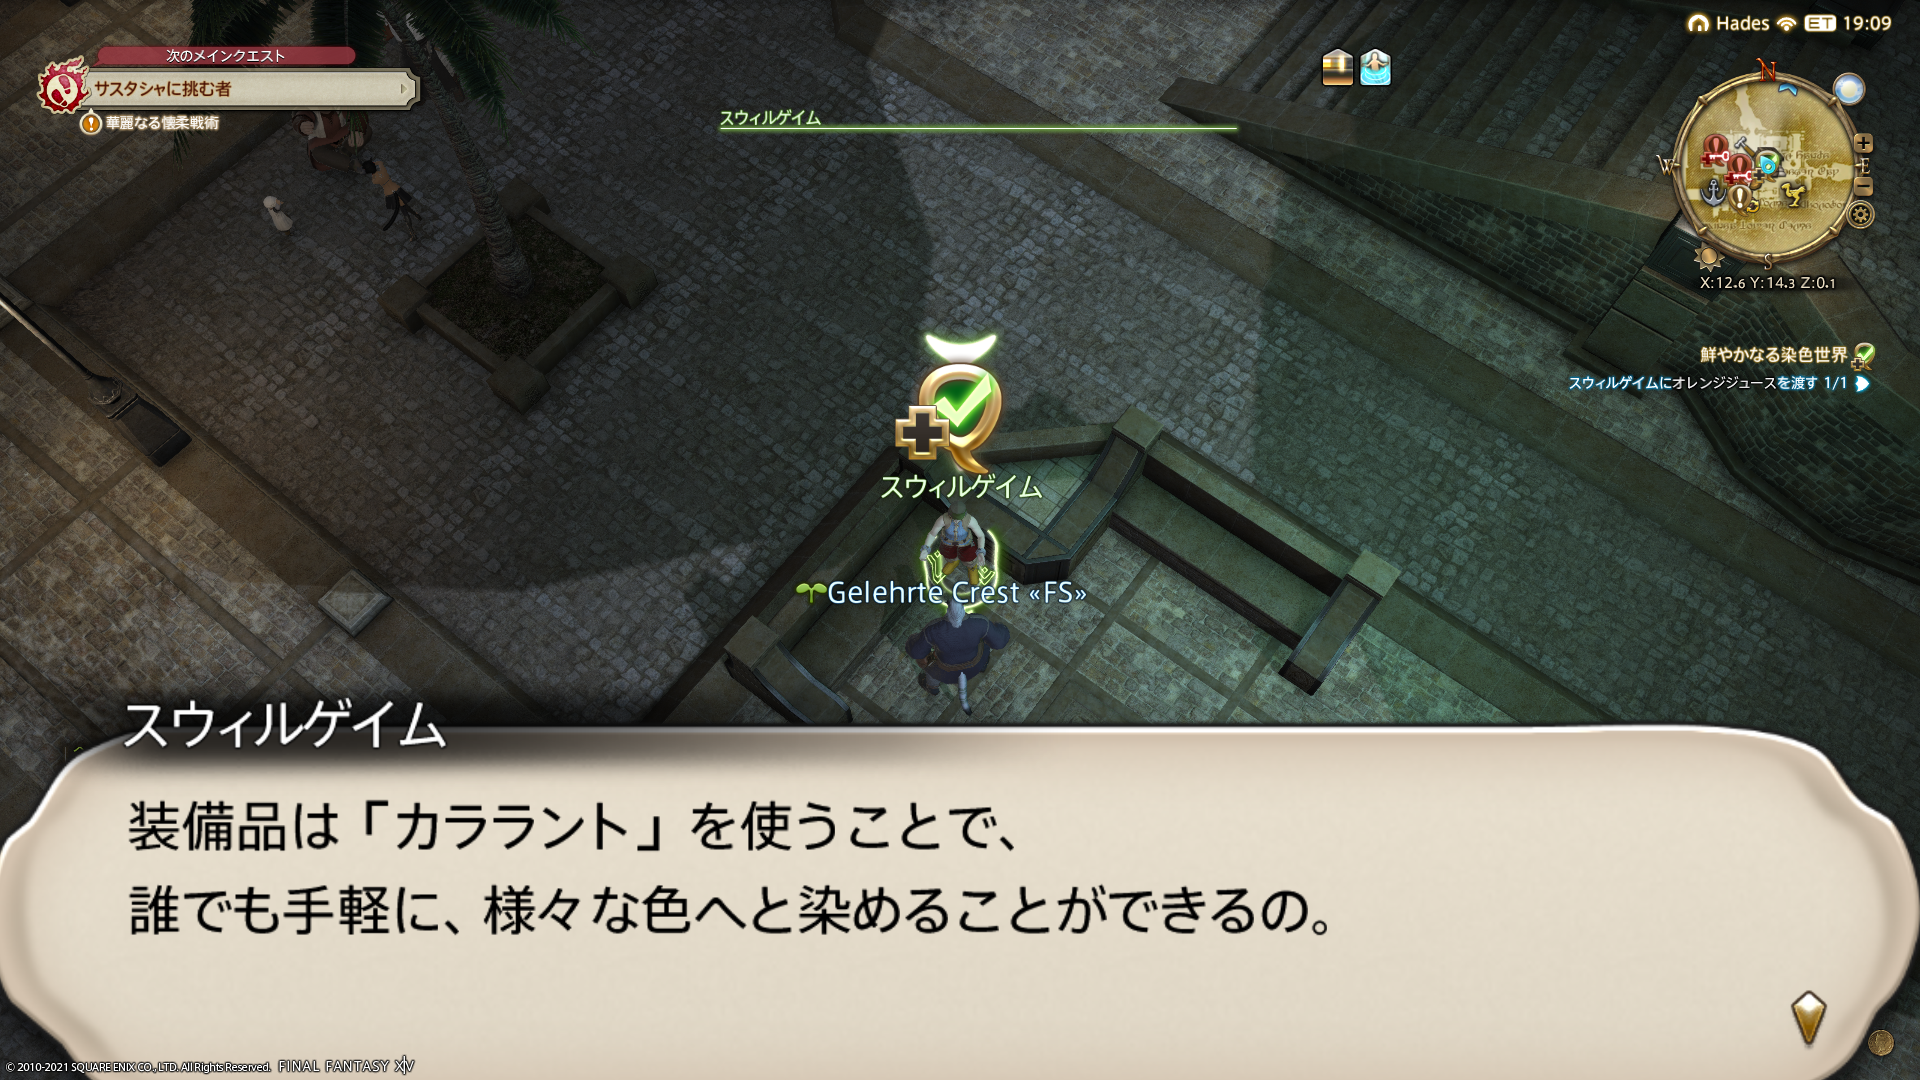 Hades ET 19:09
次のメインクエスト
サスタシャに挑む者
華麗なる懐柔戦術
スウィルゲイム
N
W
E
S
X:12.6 Y:14.3 Z:0.1
鮮やかなる染色世界
スウィルゲイムにオレンジジュースを渡す 1/1
スウィルゲイム
Gelehrte Crest «FS»
スウィルゲイム
装備品は「カララント」を使うことで、
誰でも手軽に、様々な色へと染めることができるの。
© 2010-2021 SQUARE ENIX CO., LTD. All Rights Reserved. FINAL FANTASY XIV